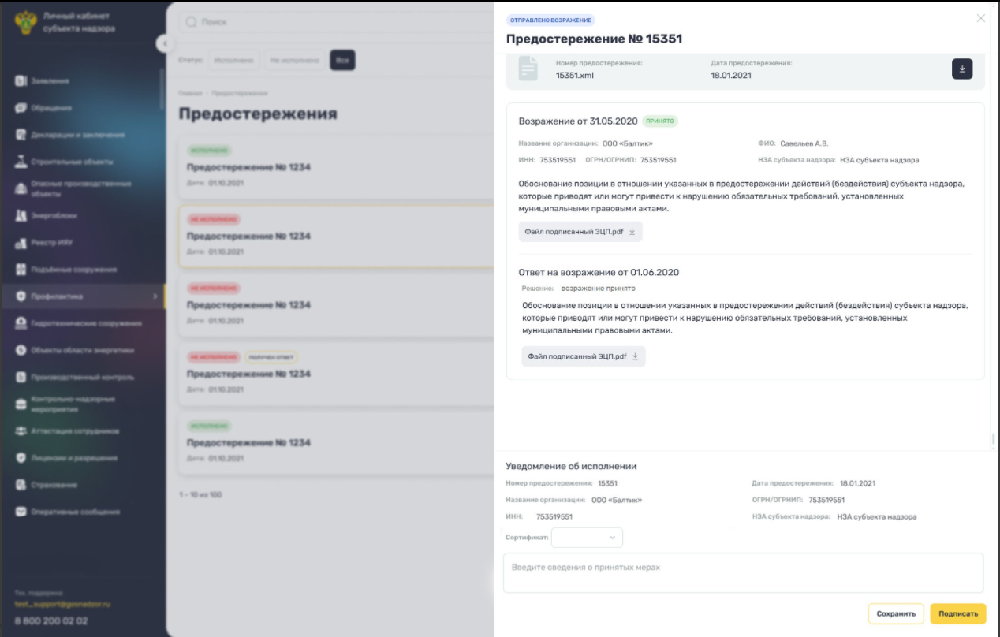 Личный кабинет
субъекта надзора
Заявления
Обращения
Декларации и заключения
Строительные объекты
Опасные производственные
объекты
Энергоблоки
Реестр ИЯУ
Подъёмные сооружения
Профилактика
Гидротехнические сооружения
Объекты области энергетики
Производственный контроль
Контрольно-надзорные
мероприятия
Аттестация сотрудников
Лицензии и разрешения
Страхование
Оперативные сообщения
Тех. поддержка:
test_support@gosnadzor.ru
8 800 200 02 02
Поиск
Статус: Исполнено Не исполнено Все
Главная • Предостережения
Предостережения
ИСПОЛНЕНО
Предостережение № 1234
Дата: 01.10.2021
НЕ ИСПОЛНЕНО
Предостережение № 1234
Дата: 01.10.2021
НЕ ИСПОЛНЕНО
Предостережение № 1234
Дата: 01.10.2021
НЕ ИСПОЛНЕНО ПОЛУЧЕН ОТВЕТ
Предостережение № 1234
Дата: 01.10.2021
ИСПОЛНЕНО
Предостережение № 1234
Дата: 01.10.2021
1 – 10 из 100
ОТПРАВЛЕНО ВОЗРАЖЕНИЕ
Предостережение № 15351
Номер предостережения: Дата предостережения:
15351.xml 18.01.2021
Возражение от 31.05.2020 ПРИНЯТО
Название организации: ООО «Балтик» ФИО: Савельев А.В.
ИНН: 753519551 ОГРН/ОГРНИП: 753519551 НЗА субъекта надзора: НЗА субъекта надзора
Обоснование позиции в отношении указанных в предостережении действий (бездействия) субъекта надзора,
которые приводят или могут привести к нарушению обязательных требований, установленных
муниципальными правовыми актами.
Файл подписанный ЭЦП.pdf
Ответ на возражение от 01.06.2020
Решение: возражение принято
Обоснование позиции в отношении указанных в предостережении действий (бездействия) субъекта надзора,
которые приводят или могут привести к нарушению обязательных требований, установленных
муниципальными правовыми актами.
Файл подписанный ЭЦП.pdf
Уведомление об исполнении
Номер предостережения: 15351 Дата предостережения: 18.01.2021
Название организации: ООО «Балтик» ОГРН/ОГРНИП: 753519551
ИНН: 753519551 НЗА субъекта надзора: НЗА субъекта надзора
Сертификат:
Введите сведения о принятых мерах
Сохранить Подписать